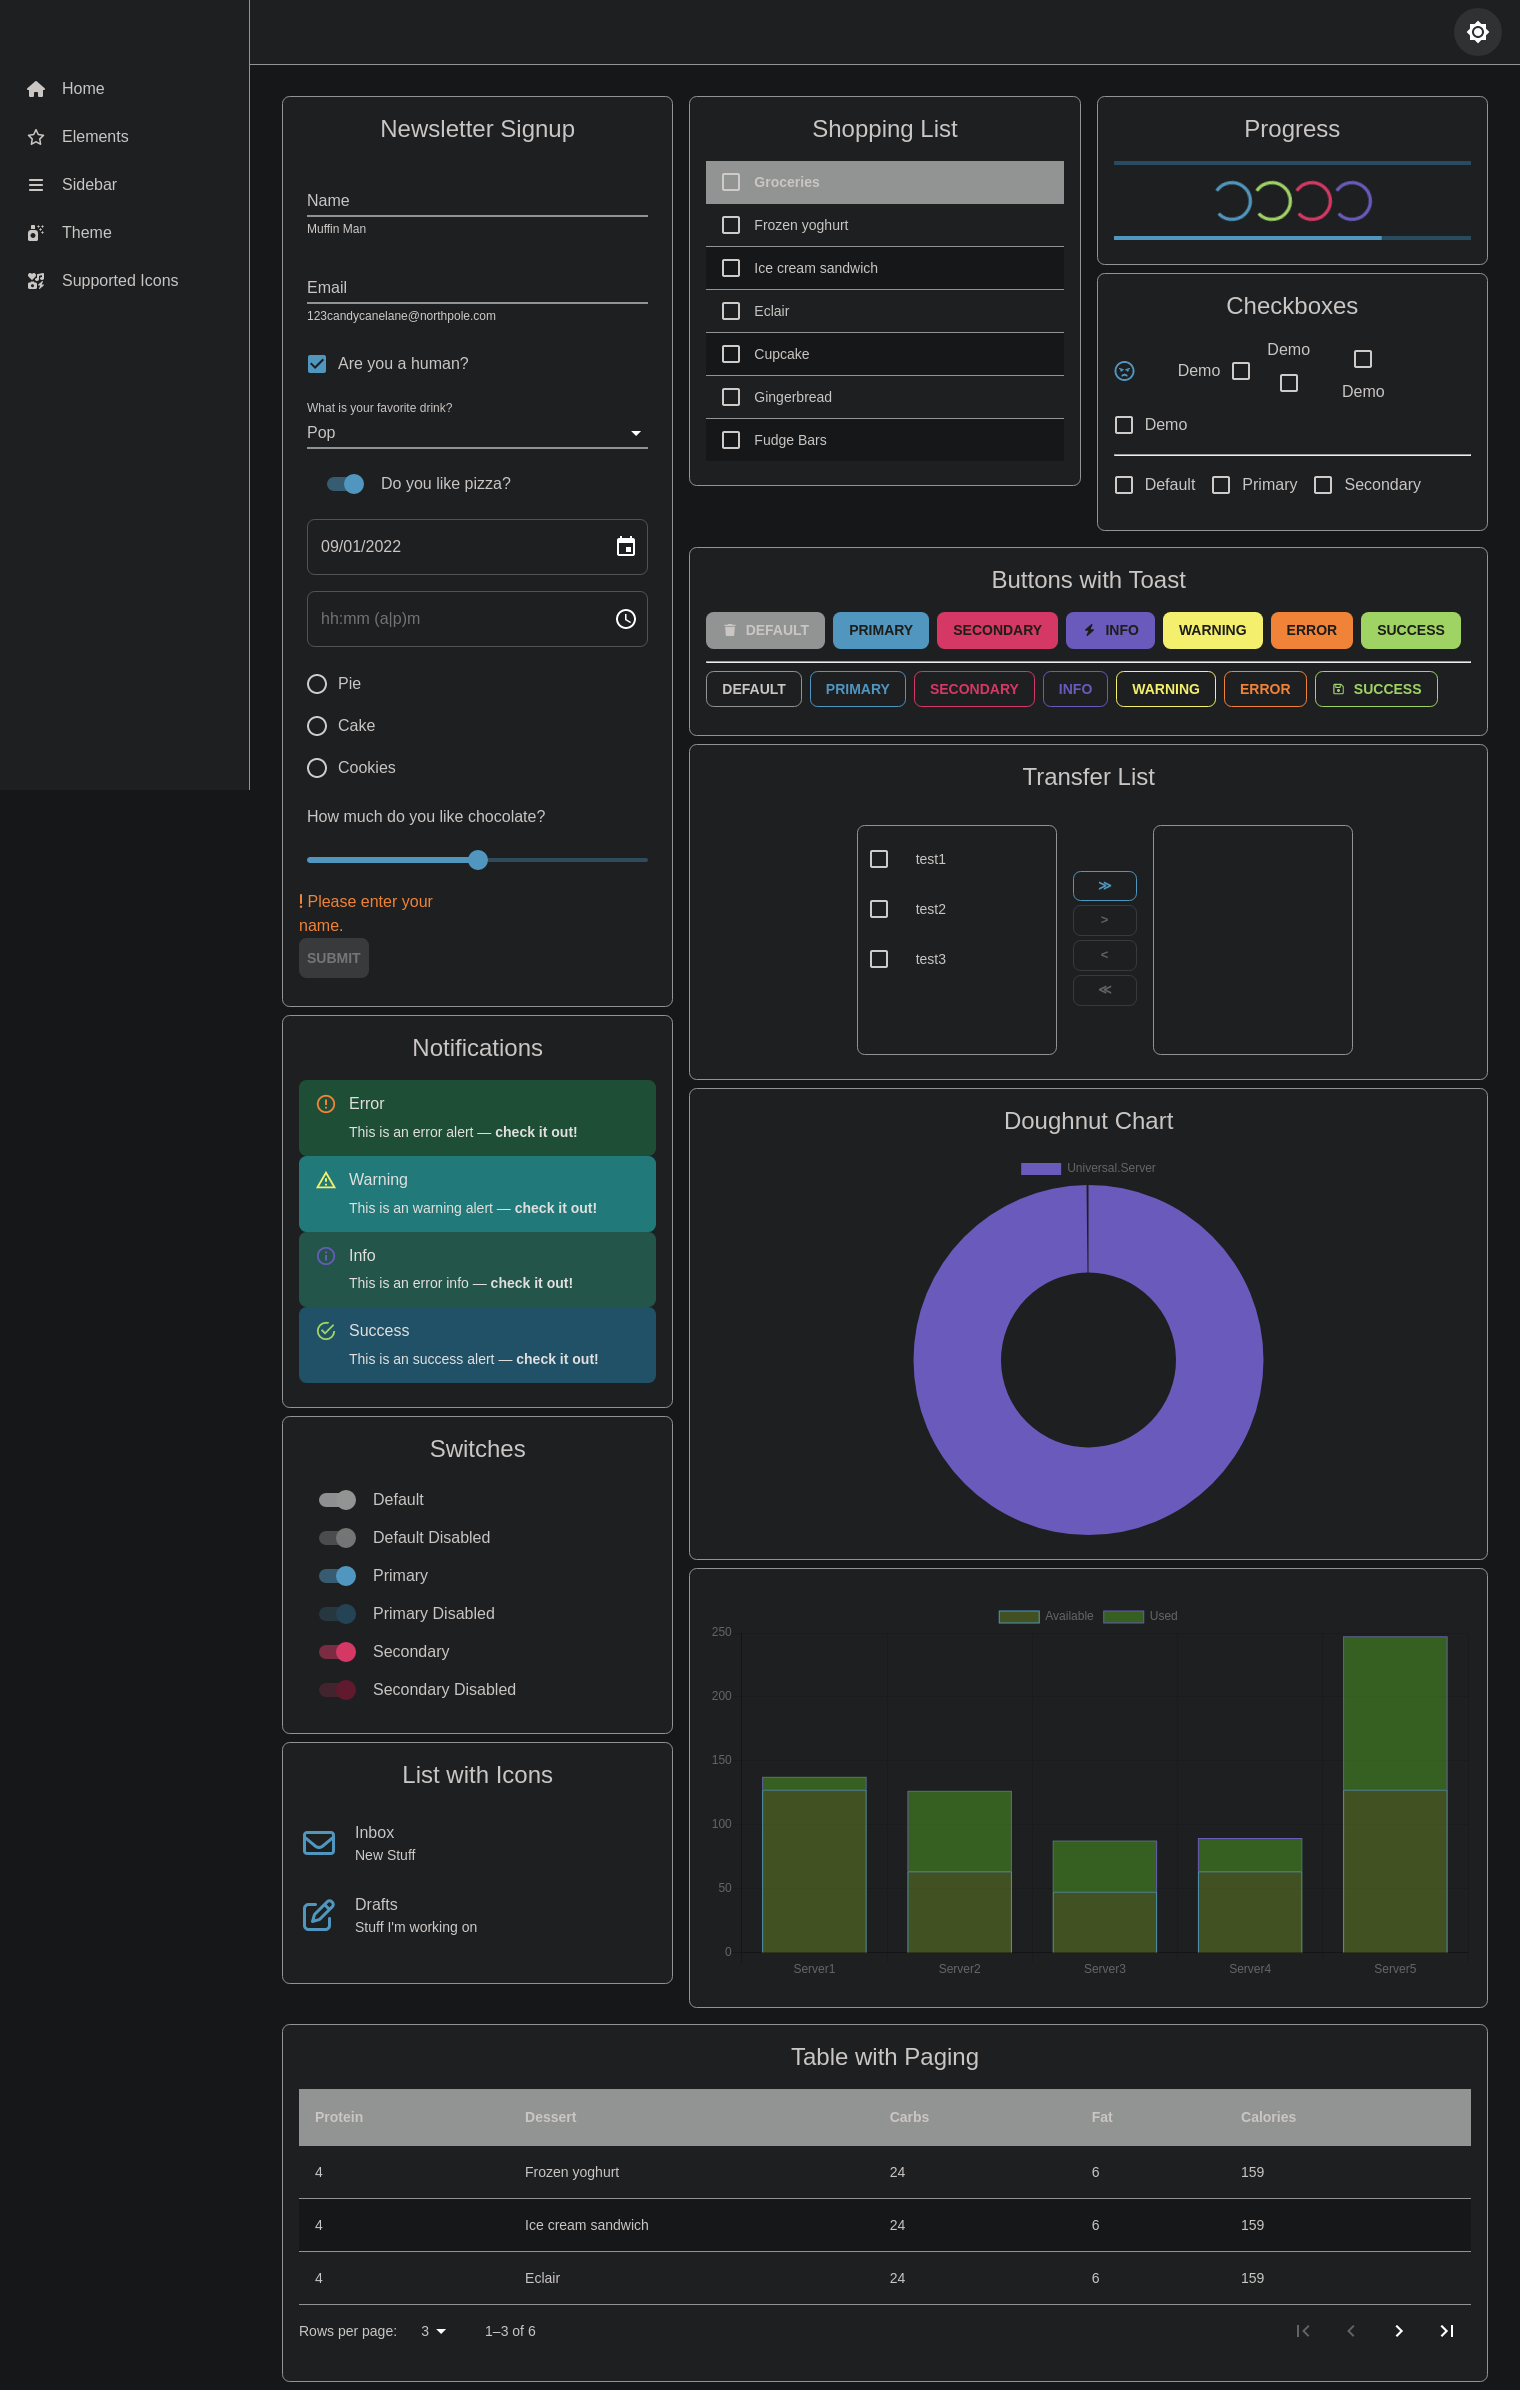 Home
Elements
Sidebar
Theme
Supported Icons
Newsletter Signup
Name
Muffin Man
Email
123candycanelane@northpole.com
Are you a human?
What is your favorite drink?
Pop
Do you like pizza?
09/01/2022
hh:mm (a|p)m
Pie
Cake
Cookies
How much do you like chocolate?
! Please enter your
name.
SUBMIT
Notifications
Error
This is an error alert — check it out!
Warning
This is an warning alert — check it out!
Info
This is an error info — check it out!
Success
This is an success alert — check it out!
Switches
Default
Default Disabled
Primary
Primary Disabled
Secondary
Secondary Disabled
List with Icons
Inbox
New Stuff
Drafts
Stuff I'm working on
Shopping List
Groceries
Frozen yoghurt
Ice cream sandwich
Eclair
Cupcake
Gingerbread
Fudge Bars
Progress
Checkboxes
Demo
Demo
Demo
Demo
Default Primary Secondary
Buttons with Toast
DEFAULT PRIMARY SECONDARY INFO WARNING ERROR SUCCESS
DEFAULT PRIMARY SECONDARY INFO WARNING ERROR SUCCESS
Transfer List
test1
test2
test3
≫
>
<
≪
Doughnut Chart
Universal.Server
Available Used
250
200
150
100
50
0
Server1 Server2 Server3 Server4 Server5
Table with Paging
Protein Dessert Carbs Fat Calories
4 Frozen yoghurt 24 6 159
4 Ice cream sandwich 24 6 159
4 Eclair 24 6 159
Rows per page: 3 1–3 of 6